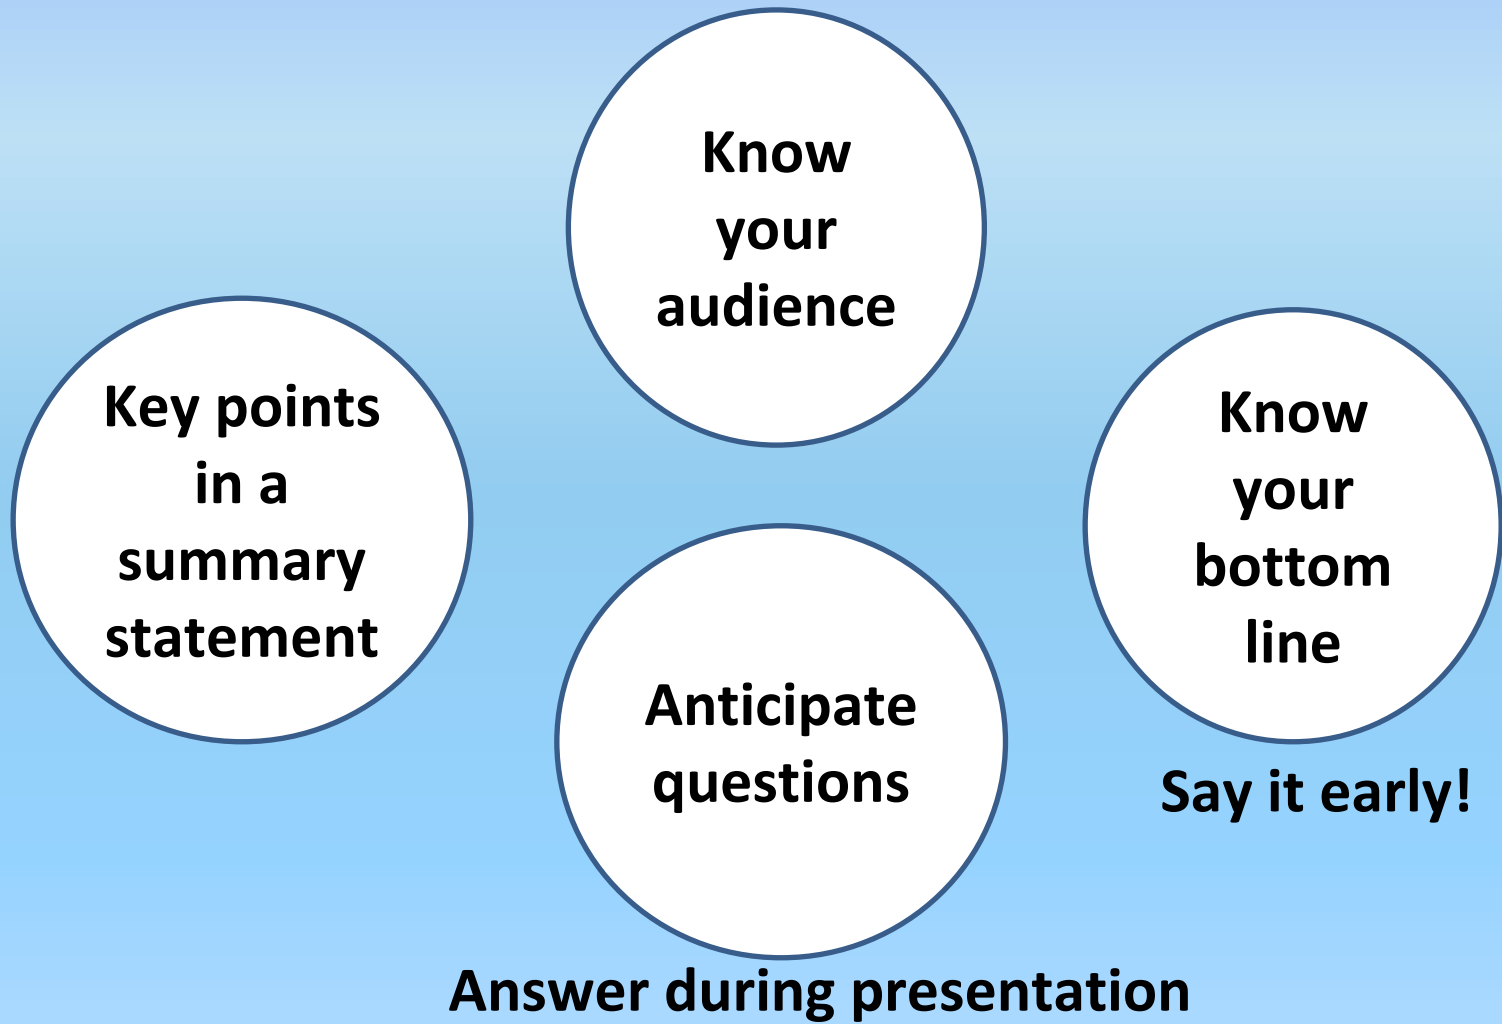 Know
your
audience
Key points
in a
summary
statement
Know
your
bottom
line
Say it early!
Anticipate
questions
Answer during presentation